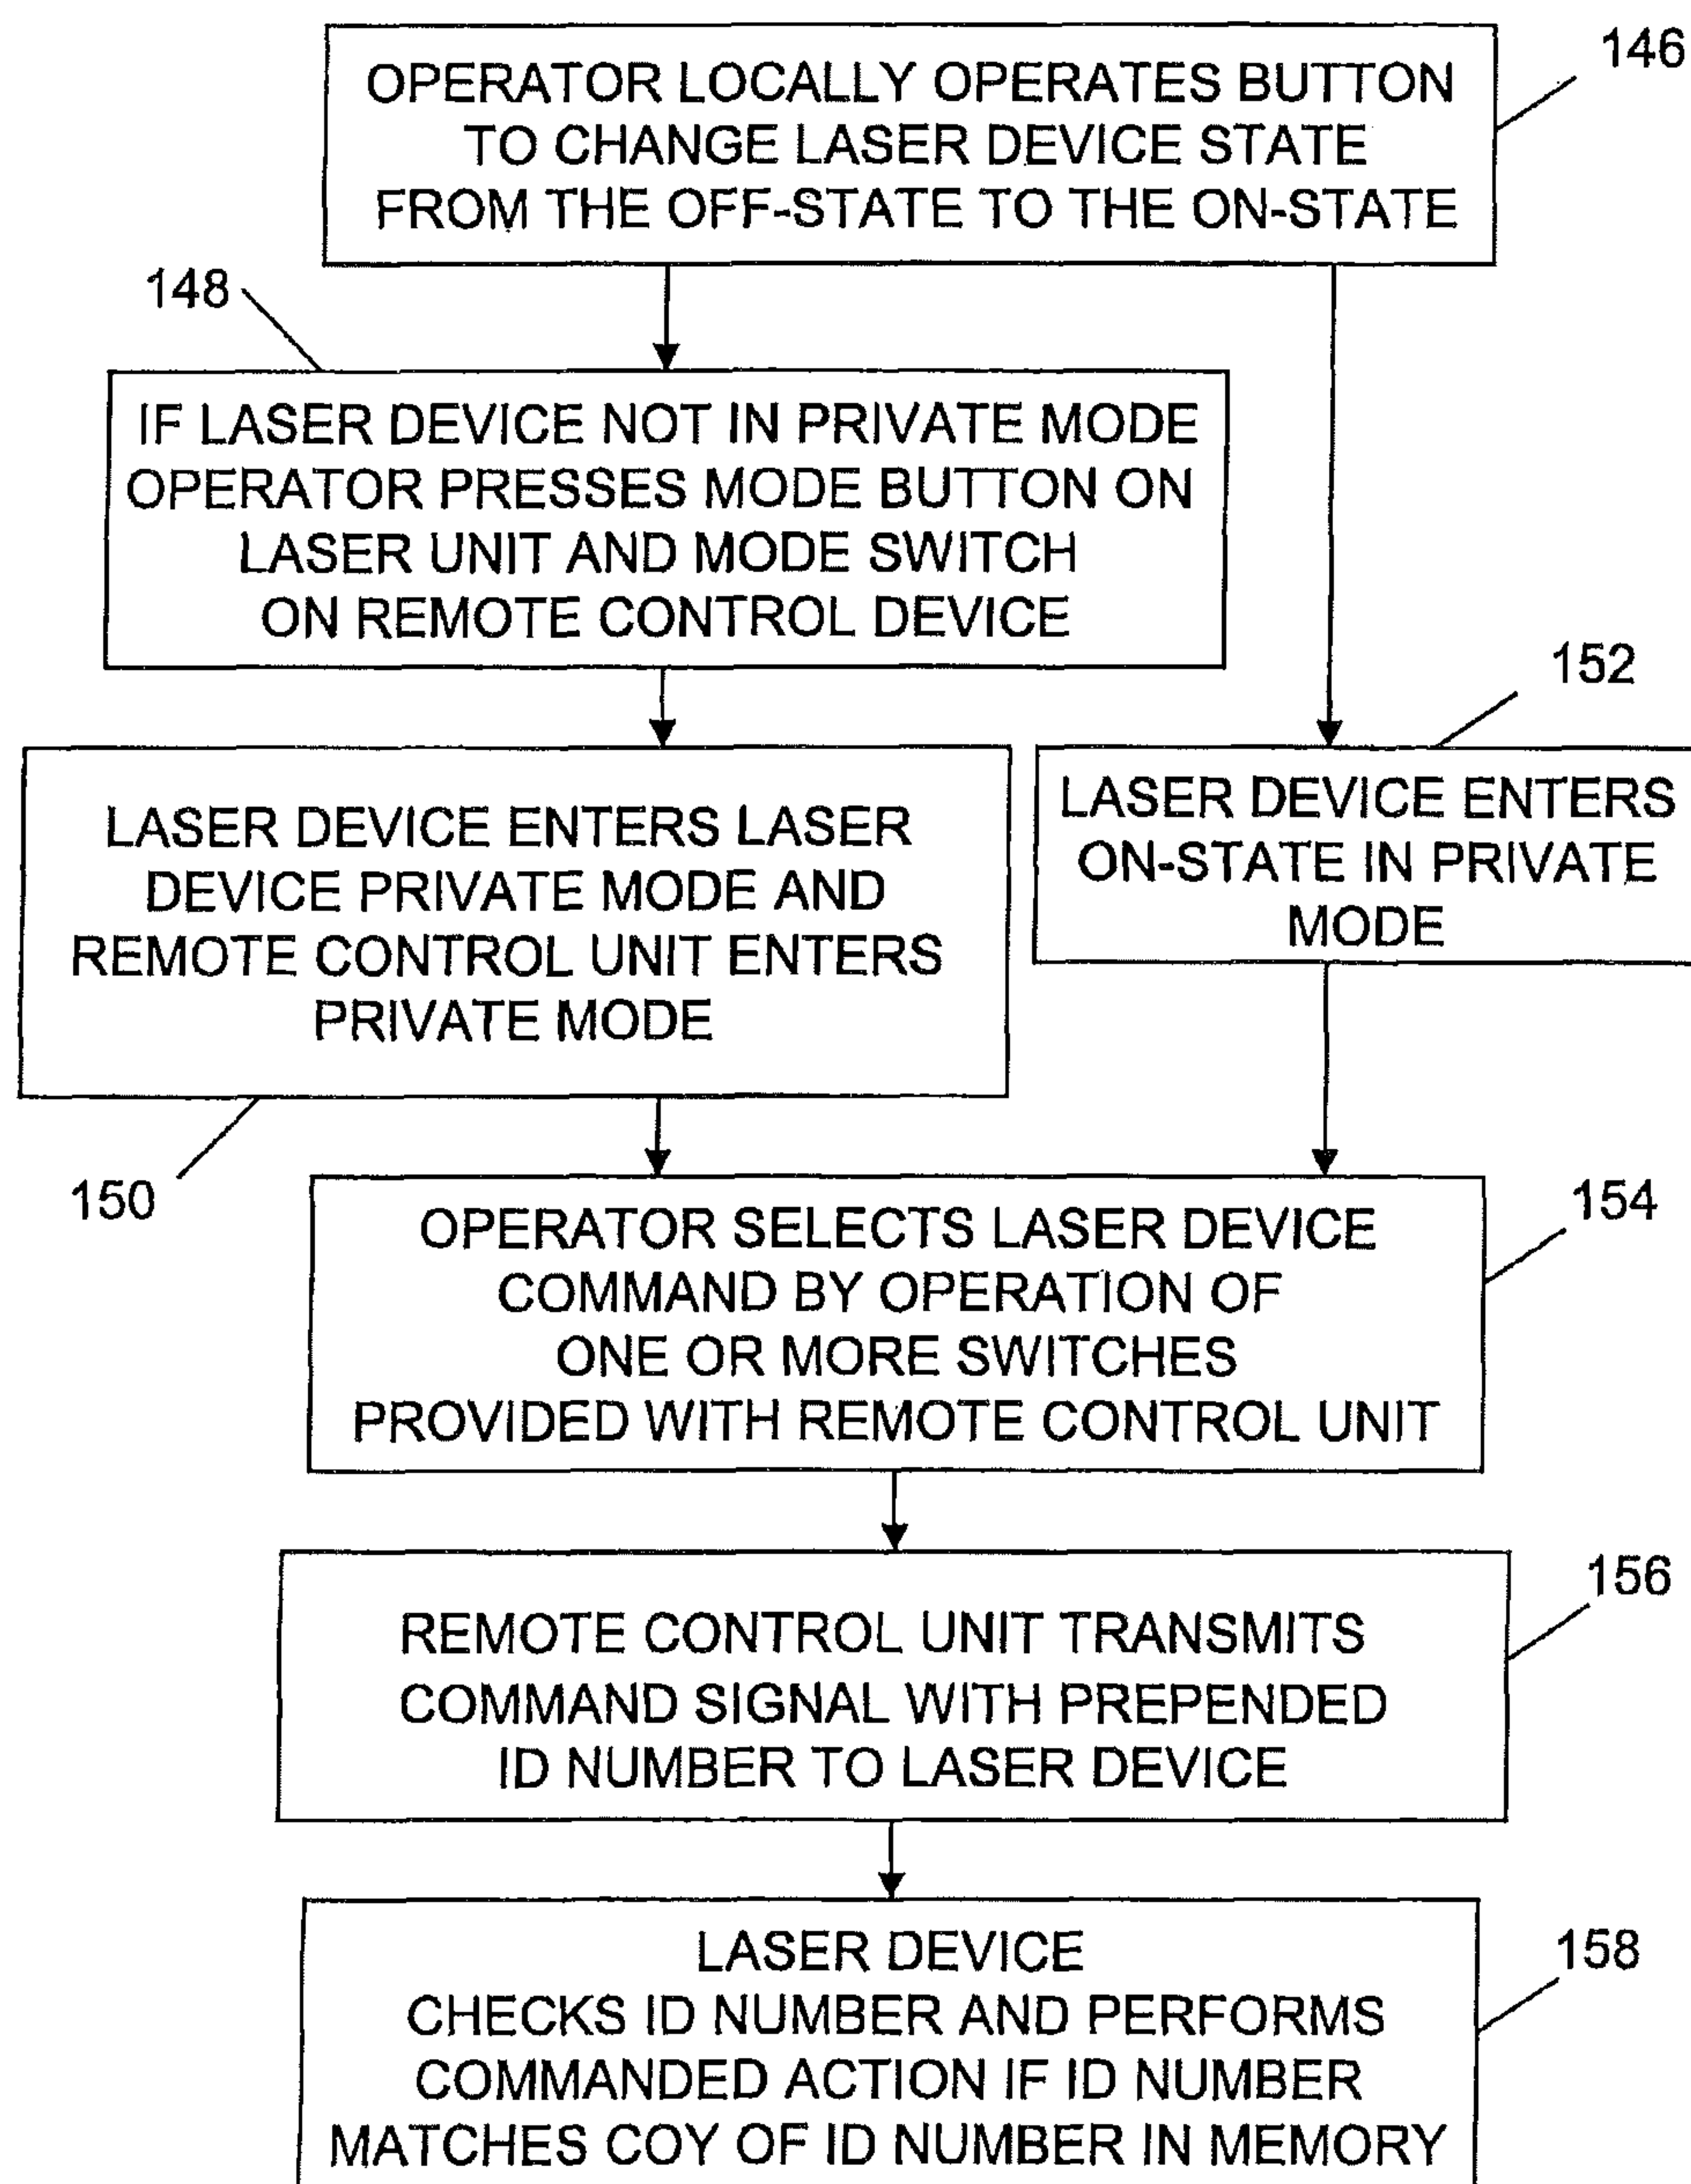 146
OPERATOR LOCALLY OPERATES BUTTON
TO CHANGE LASER DEVICE STATE
FROM THE OFF-STATE TO THE ON-STATE
148
IF LASER DEVICE NOT IN PRIVATE MODE
OPERATOR PRESSES MODE BUTTON ON
LASER UNIT AND MODE SWITCH
ON REMOTE CONTROL DEVICE
152
LASER DEVICE ENTERS LASER
DEVICE PRIVATE MODE AND
REMOTE CONTROL UNIT ENTERS
PRIVATE MODE
LASER DEVICE ENTERS
ON-STATE IN PRIVATE
MODE
150
154
OPERATOR SELECTS LASER DEVICE
COMMAND BY OPERATION OF
ONE OR MORE SWITCHES
PROVIDED WITH REMOTE CONTROL UNIT
156
REMOTE CONTROL UNIT TRANSMITS
COMMAND SIGNAL WITH PREPENDED
ID NUMBER TO LASER DEVICE
158
LASER DEVICE
CHECKS ID NUMBER AND PERFORMS
COMMANDED ACTION IF ID NUMBER
MATCHES COY OF ID NUMBER IN MEMORY